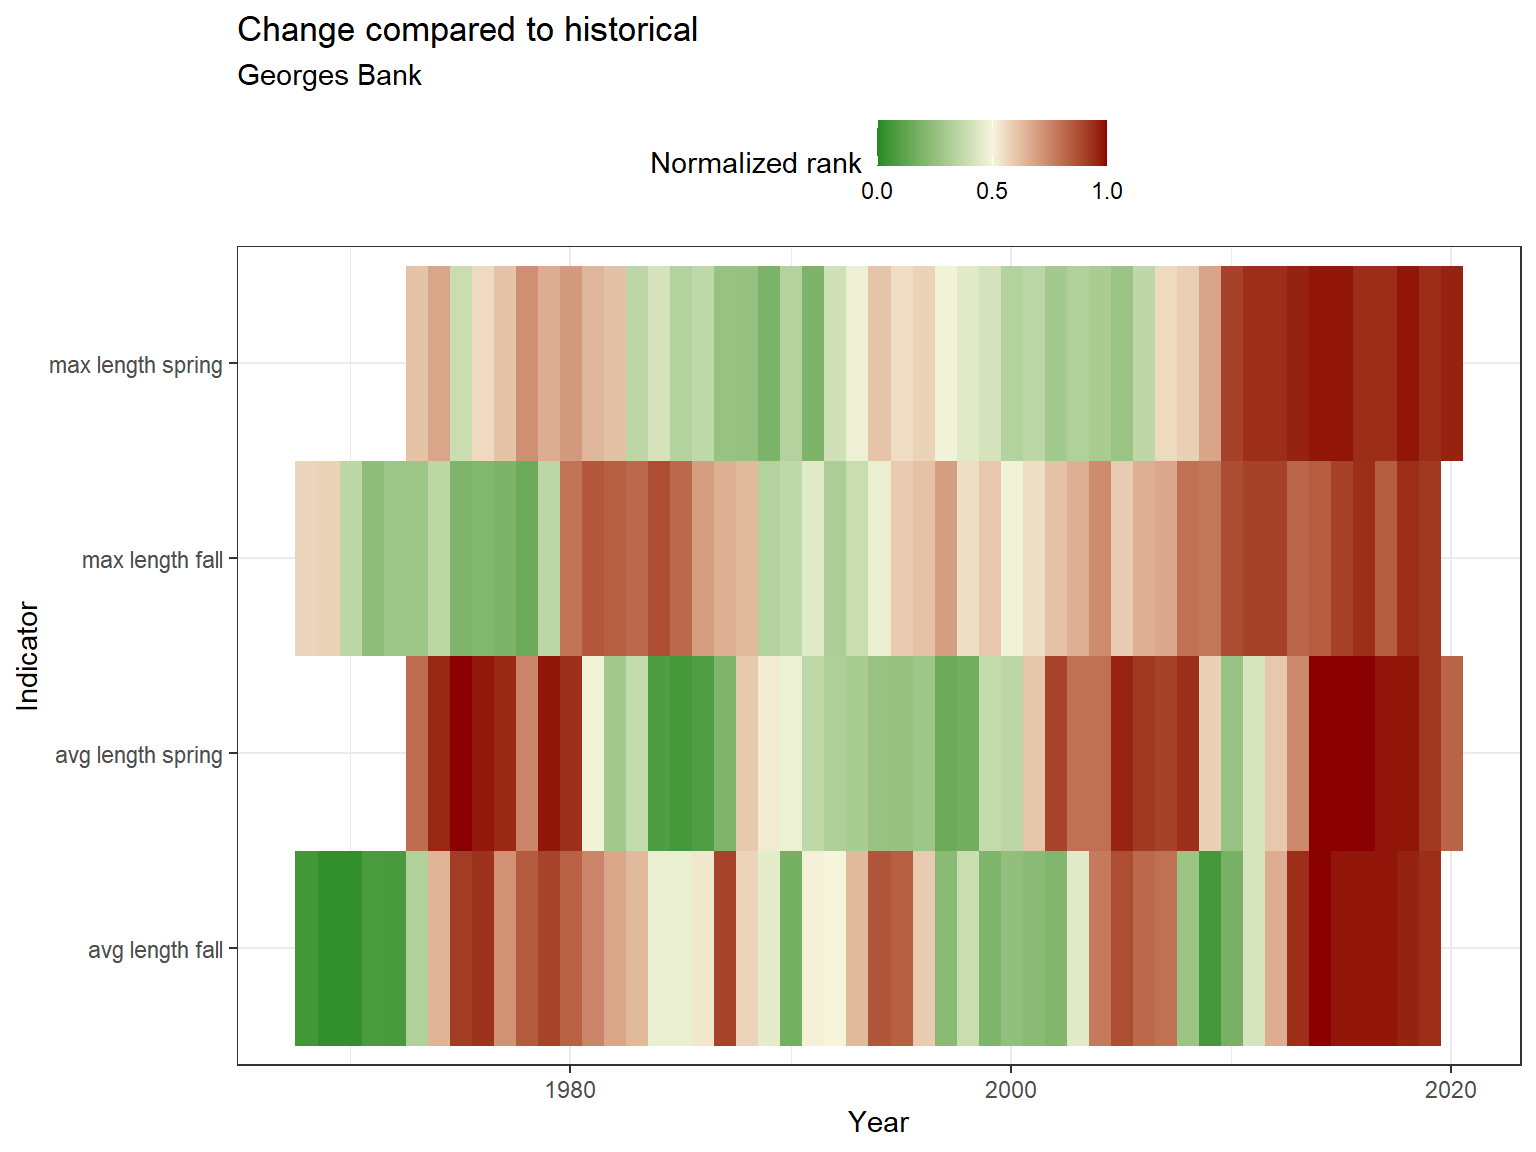 Change compared to historical
Georges Bank
Normalized rank
0.0 0.5 1.0
max length spring
max length fall
avg length spring
avg length fall
Indicator
1980 2000 2020
Year